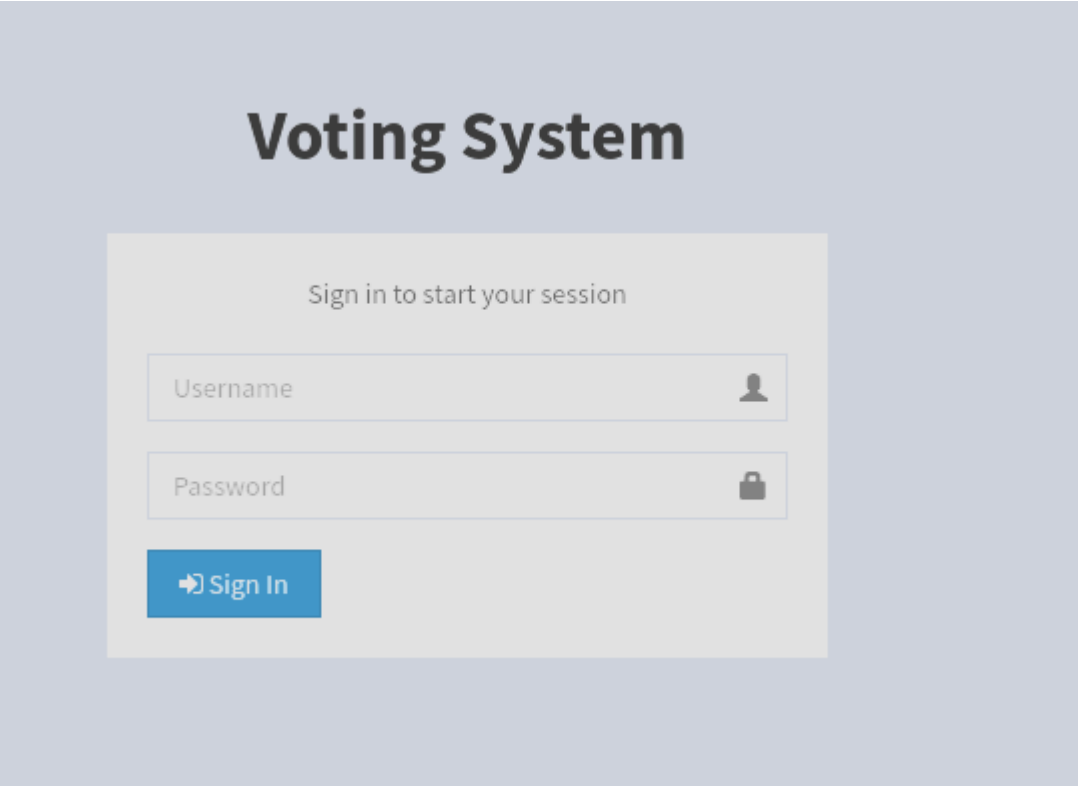 Voting System
Sign in to start your session
Username
Password
Sign In